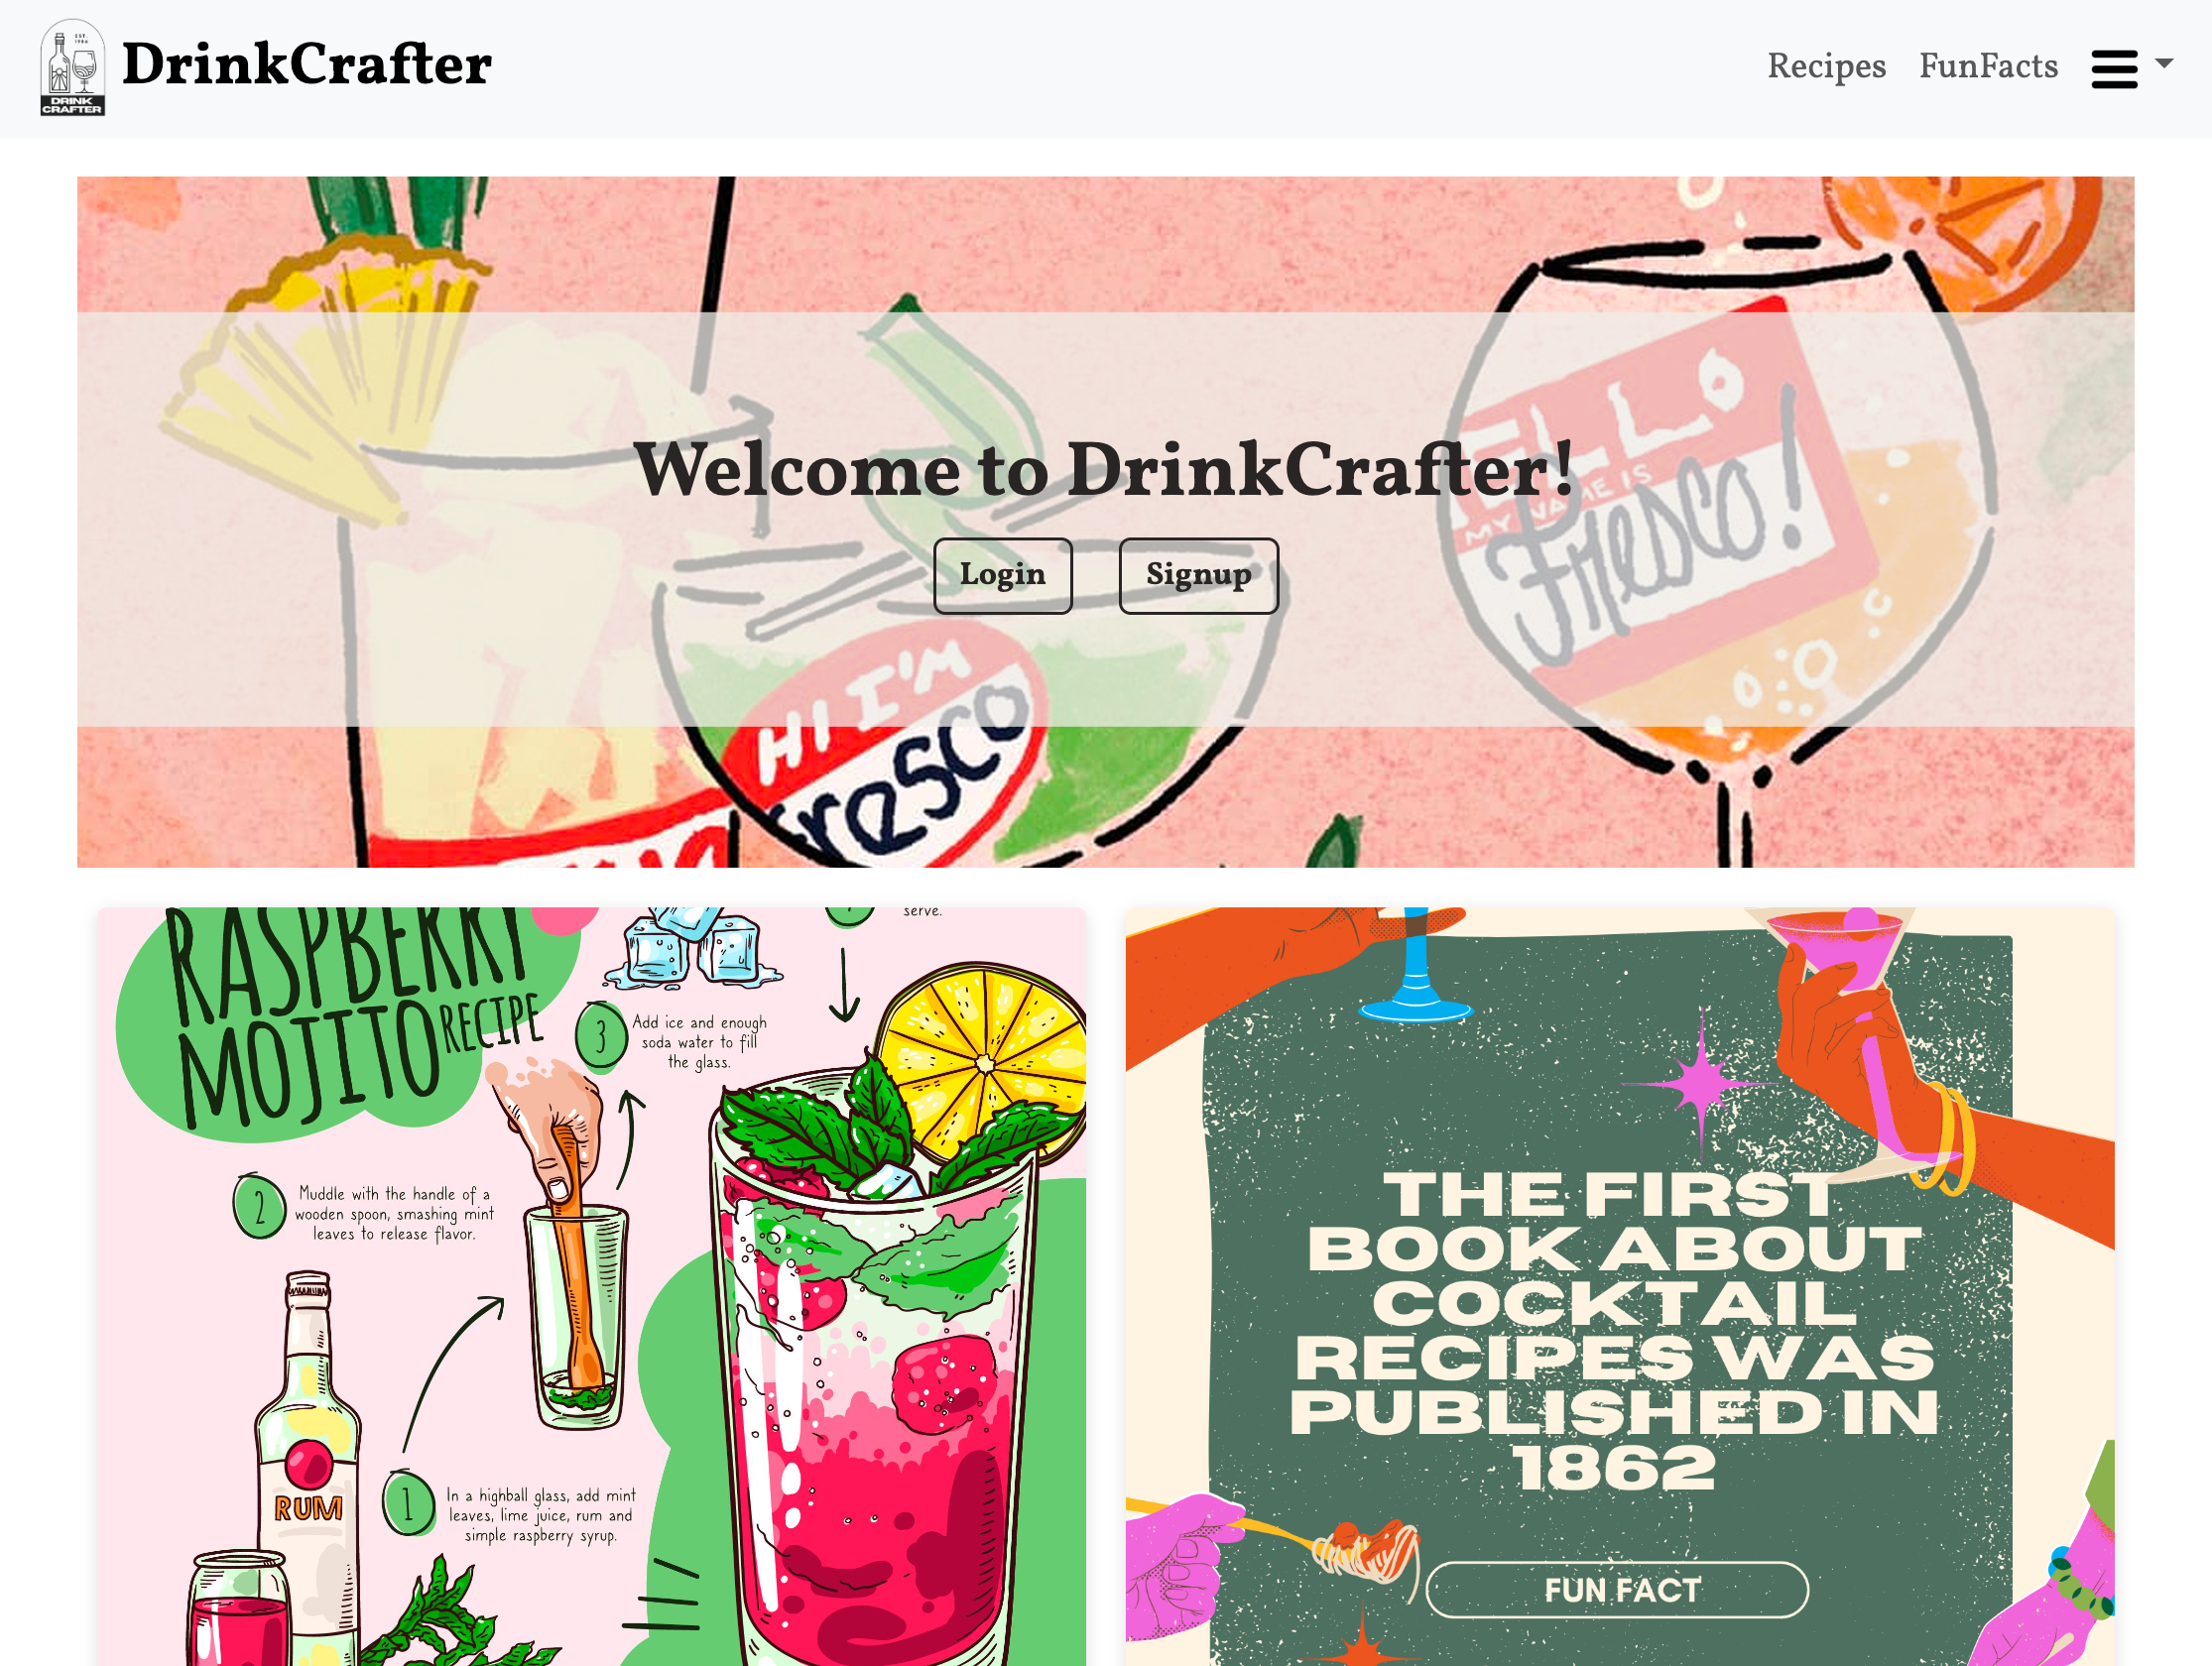 EST.
1986
DRINK
CRAFTER
DrinkCrafter
Recipes
FunFacts
Welcome to DrinkCrafter!
Login
Signup
ELLO
MY NAME IS
Fresco!
HI I'M
Fresco
RASPBERRY
MOJITO RECIPE
serve.
3
Add ice and enough
soda water to fill
the glass.
2
Muddle with the handle of a
wooden spoon, smashing mint
leaves to release flavor.
1
In a highball glass, add mint
leaves, lime juice, rum and
simple raspberry syrup.
RUM
THE FIRST
BOOK ABOUT
COCKTAIL
RECIPES WAS
PUBLISHED IN
1862
FUN FACT